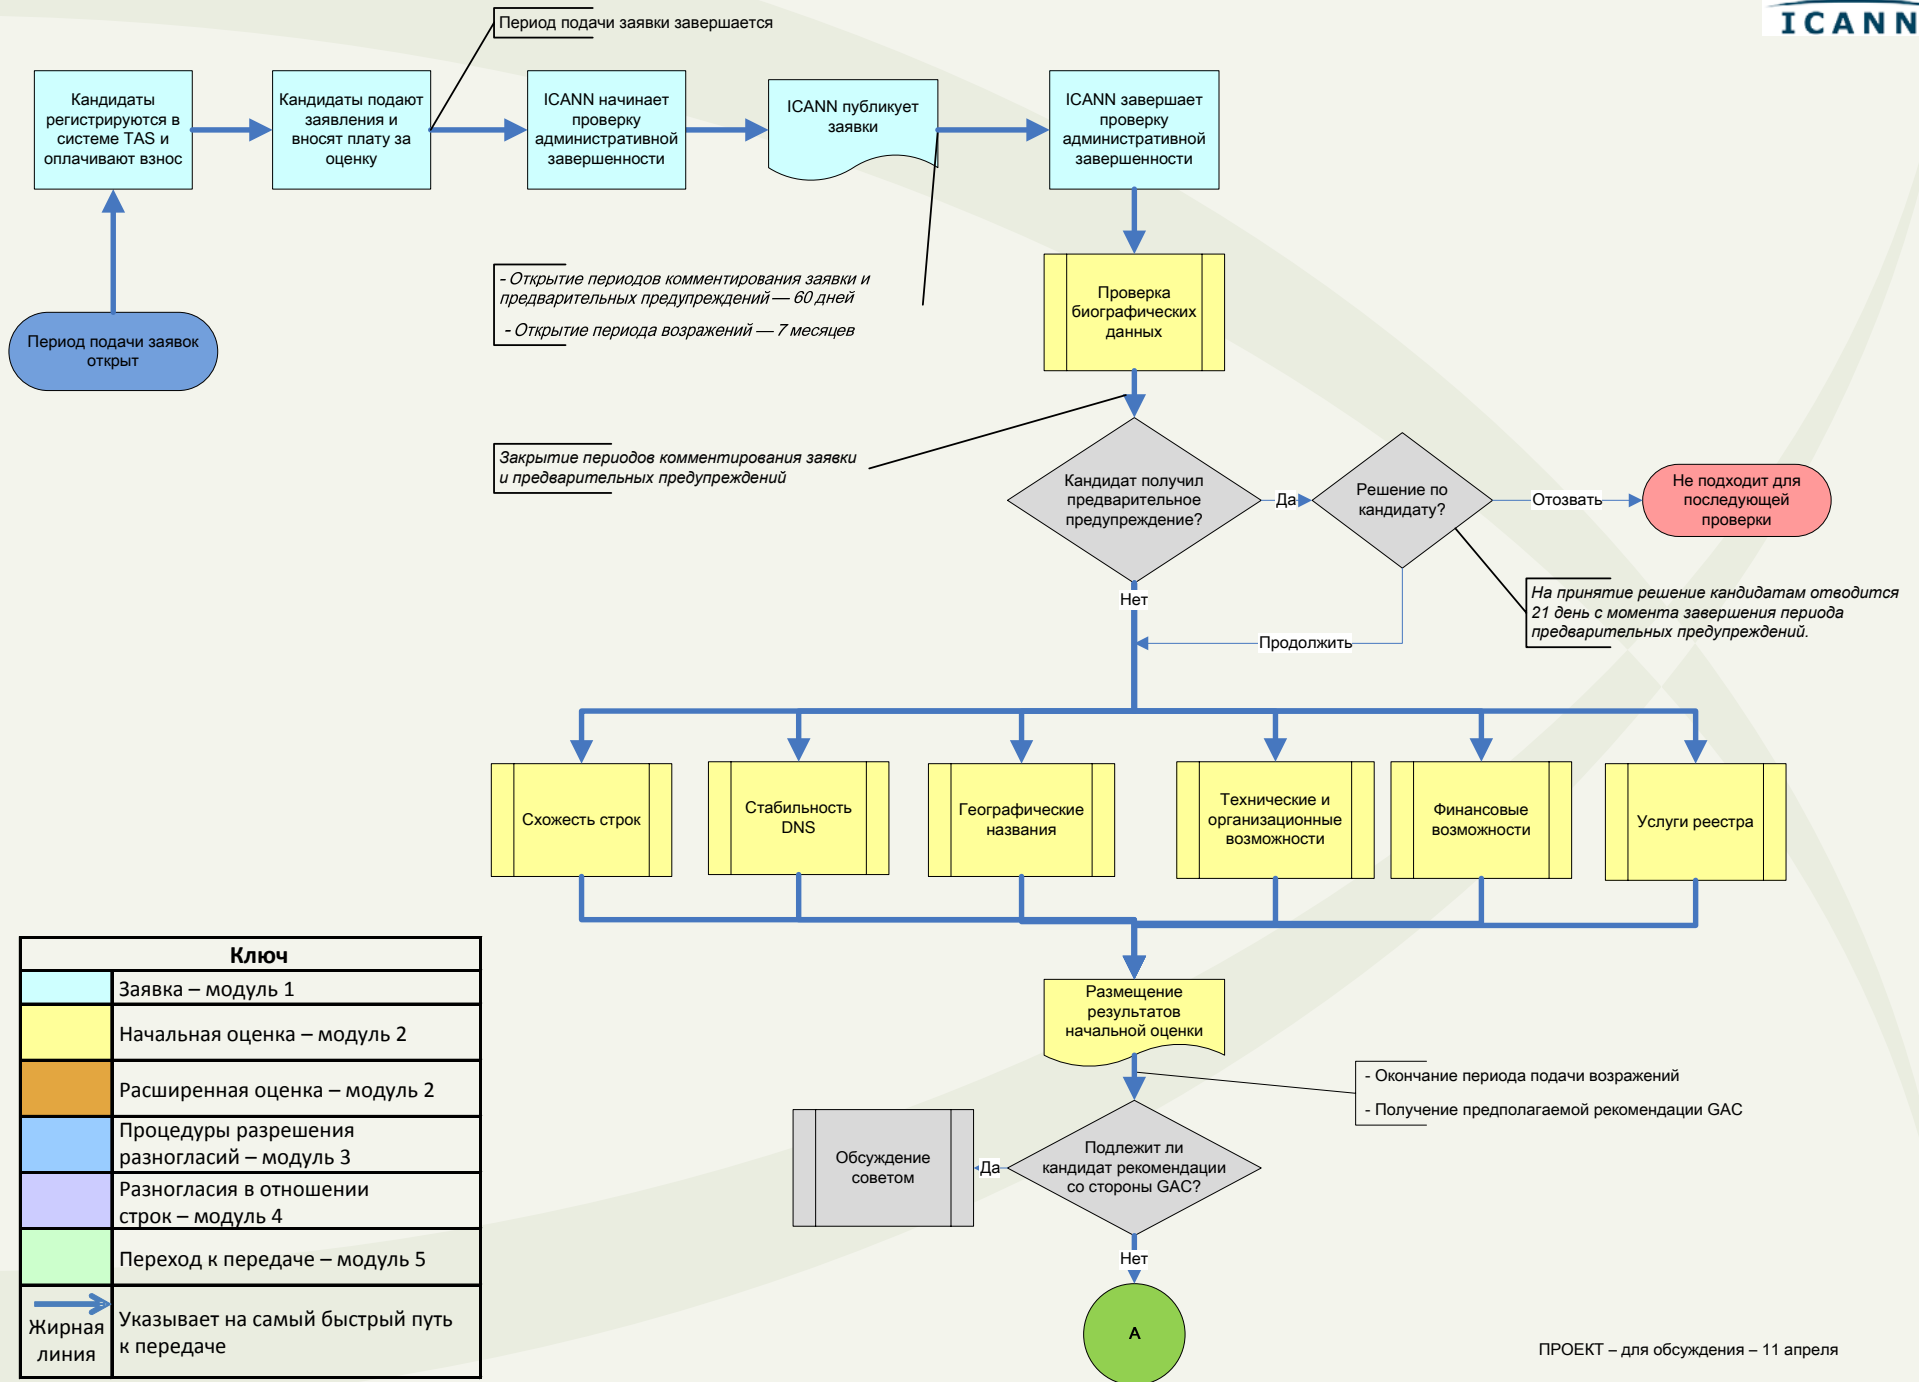 ICANN
Период подачи заявки завершается
Кандидаты
регистрируются в
системе TAS и
оплачивают взнос
Кандидаты подают
заявления и
вносят плату за
оценку
ICANN начинает
проверку
административной
завершенности
ICANN публикует
заявки
ICANN завершает
проверку
административной
завершенности
- Открытие периодов комментирования заявки и
предварительных предупреждений — 60 дней
- Открытие периода возражений — 7 месяцев
Проверка
биографических
данных
Период подачи заявок
открыт
Закрытие периодов комментирования заявки
и предварительных предупреждений
Кандидат получил
предварительное
предупреждение?
Да
Решение по
кандидату?
Отозвать
Не подходит для
последующей
проверки
На принятие решение кандидатам отводится
21 день с момента завершения периода
предварительных предупреждений.
Нет
Продолжить
Схожесть строк
Стабильность
DNS
Географические
названия
Технические и
организационные
возможности
Финансовые
возможности
Услуги реестра
Размещение
результатов
начальной оценки
- Окончание периода подачи возражений
- Получение предполагаемой рекомендации GAC
Обсуждение
советом
Да
Подлежит ли
кандидат рекомендации
со стороны GAC?
Нет
A
Ключ
Заявка – модуль 1
Начальная оценка – модуль 2
Расширенная оценка – модуль 2
Процедуры разрешения
разногласий – модуль 3
Разногласия в отношении
строк – модуль 4
Переход к передаче – модуль 5
Жирная
линия
Указывает на самый быстрый путь
к передаче
ПРОЕКТ – для обсуждения – 11 апреля